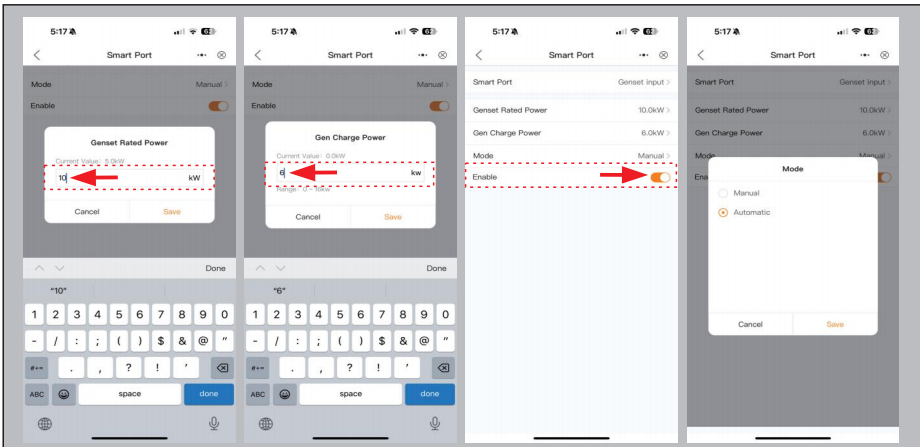 5:17
Smart Port
Mode
Manual >
Enable
Genset Rated Power
Current Value: 5.0kW
10
kW
Cancel
Save
Done
"10"
1 2 3 4 5 6 7 8 9 0
- / : ; ( ) $ & @ "
#+= . , ? ! '
ABC
space
done
5:17
Smart Port
Mode
Manual >
Enable
Gen Charge Power
Current Value: 0.0kW
6
kw
Cancel
Save
Done
"6"
1 2 3 4 5 6 7 8 9 0
- / : ; ( ) $ & @ "
#+= . , ? ! '
ABC
space
done
5:17
Smart Port
Smart Port
Genset input >
Genset Rated Power
10.0kW >
Gen Charge Power
6.0kW >
Mode
Manual >
Enable
5:17
Smart Port
Smart Port
Genset input >
Genset Rated Power
10.0kW >
Gen Charge Power
6.0kW >
Mode
Manual >
Ena
Mode
Manual
Automatic
Cancel
Save